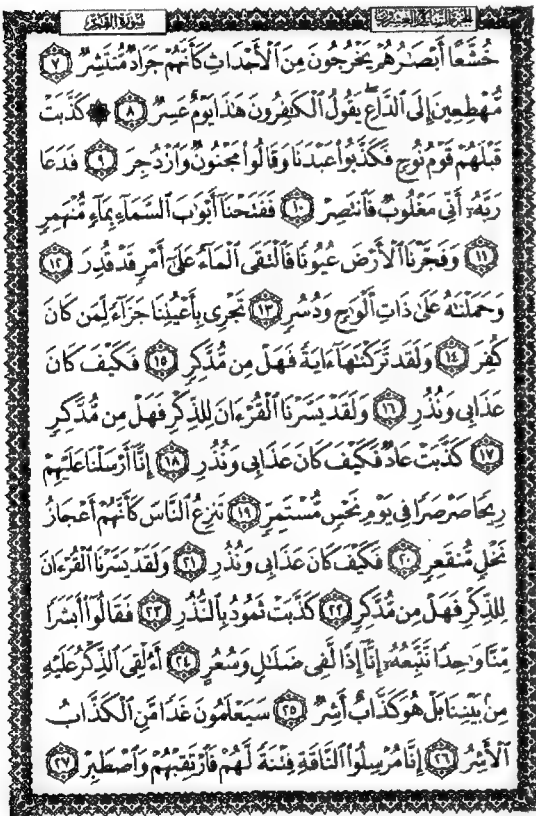 الجزء السابع والعشرون سُورَةُ القَمَرِ
خُشَّعًا أَبْصَـٰرُهُمْ يَخْرُجُونَ مِنَ ٱلْأَجْدَاثِ كَأَنَّهُمْ جَرَادٌ مُّنتَشِرٌ ٧
مُّهْطِعِينَ إِلَى ٱلدَّاعِ ۖ يَقُولُ ٱلْكَـٰفِرُونَ هَـٰذَا يَوْمٌ عَسِرٌ ٨ ۞ كَذَّبَتْ
قَبْلَهُمْ قَوْمُ نُوحٍ فَكَذَّبُوا۟ عَبْدَنَا وَقَالُوا۟ مَجْنُونٌ وَٱزْدُجِرَ ٩ فَدَعَا
رَبَّهُۥٓ أَنِّى مَغْلُوبٌ فَٱنتَصِرْ ١٠ فَفَتَحْنَآ أَبْوَٰبَ ٱلسَّمَآءِ بِمَآءٍ مُّنْهَمِرٍ
١١ وَفَجَّرْنَا ٱلْأَرْضَ عُيُونًا فَٱلْتَقَى ٱلْمَآءُ عَلَىٰٓ أَمْرٍ قَدْ قُدِرَ ١٢
وَحَمَلْنَـٰهُ عَلَىٰ ذَاتِ أَلْوَٰحٍ وَدُسُرٍ ١٣ تَجْرِى بِأَعْيُنِنَا جَزَآءً لِّمَن كَانَ
كُفِرَ ١٤ وَلَقَد تَّرَكْنَـٰهَآ ءَايَةً فَهَلْ مِن مُّدَّكِرٍ ١٥ فَكَيْفَ كَانَ
عَذَابِى وَنُذُرِ ١٦ وَلَقَدْ يَسَّرْنَا ٱلْقُرْءَانَ لِلذِّكْرِ فَهَلْ مِن مُّدَّكِرٍ
١٧ كَذَّبَتْ عَادٌ فَكَيْفَ كَانَ عَذَابِى وَنُذُرِ ١٨ إِنَّآ أَرْسَلْنَا عَلَيْهِمْ
رِيحًا صَرْصَرًا فِى يَوْمِ نَحْسٍ مُّسْتَمِرٍّ ١٩ تَنزِعُ ٱلنَّاسَ كَأَنَّهُمْ أَعْجَازُ
نَخْلٍ مُّنقَعِرٍ ٢٠ فَكَيْفَ كَانَ عَذَابِى وَنُذُرِ ٢١ وَلَقَدْ يَسَّرْنَا ٱلْقُرْءَانَ
لِلذِّكْرِ فَهَلْ مِن مُّدَّكِرٍ ٢٢ كَذَّبَتْ ثَمُودُ بِٱلنُّذُرِ ٢٣ فَقَالُوٓا۟ أَبَشَرًا
مِّنَّا وَٰحِدًا نَّتَّبِعُهُۥٓ إِنَّآ إِذًا لَّفِى ضَلَـٰلٍ وَسُعُرٍ ٢٤ أَءُلْقِىَ ٱلذِّكْرُ عَلَيْهِ
مِنۢ بَيْنِنَا بَلْ هُوَ كَذَّابٌ أَشِرٌ ٢٥ سَيَعْلَمُونَ غَدًا مَّنِ ٱلْكَذَّابُ
ٱلْأَشِرُ ٢٦ إِنَّا مُرْسِلُوا۟ ٱلنَّاقَةِ فِتْنَةً لَّهُمْ فَٱرْتَقِبْهُمْ وَٱصْطَبِرْ ٢٧